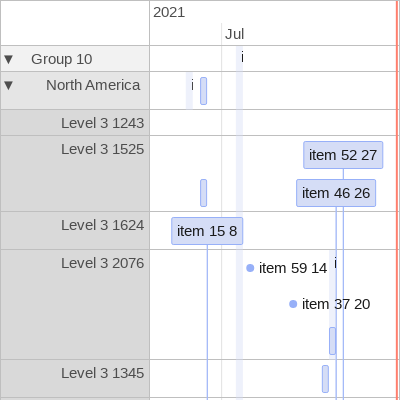 2021
Jul
▼ Group 10 i
▼ North America i
Level 3 1243
Level 3 1525 item 52 27
item 46 26
Level 3 1624 item 15 8
Level 3 2076 item 59 14 i
item 37 20
Level 3 1345